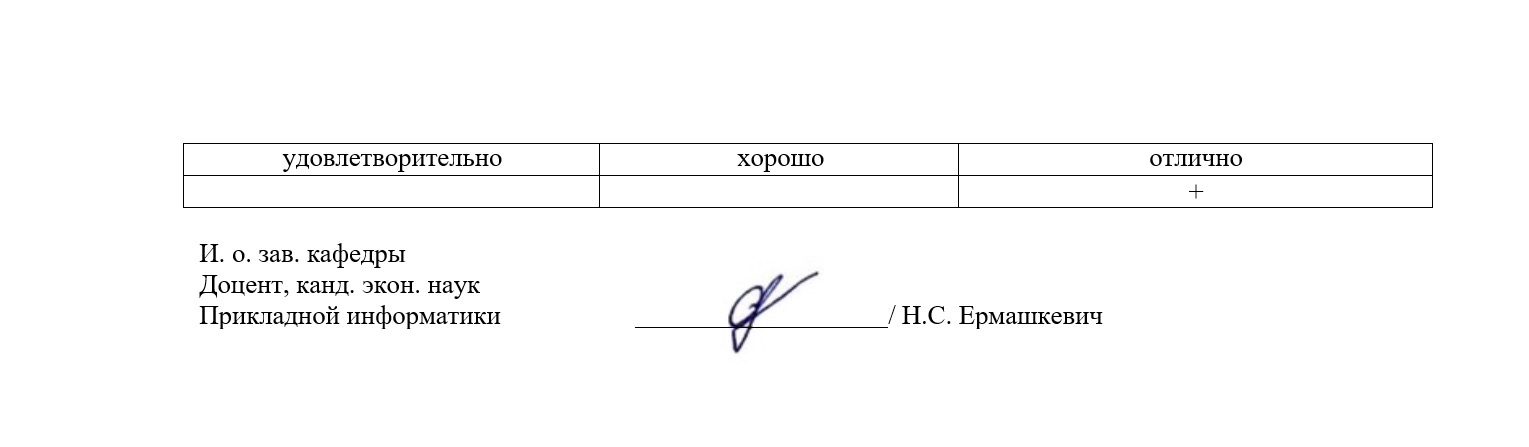 удовлетворительно хорошо отлично
+
И. о. зав. кафедры
Доцент, канд. экон. наук
Прикладной информатики / Н.С. Ермашкевич